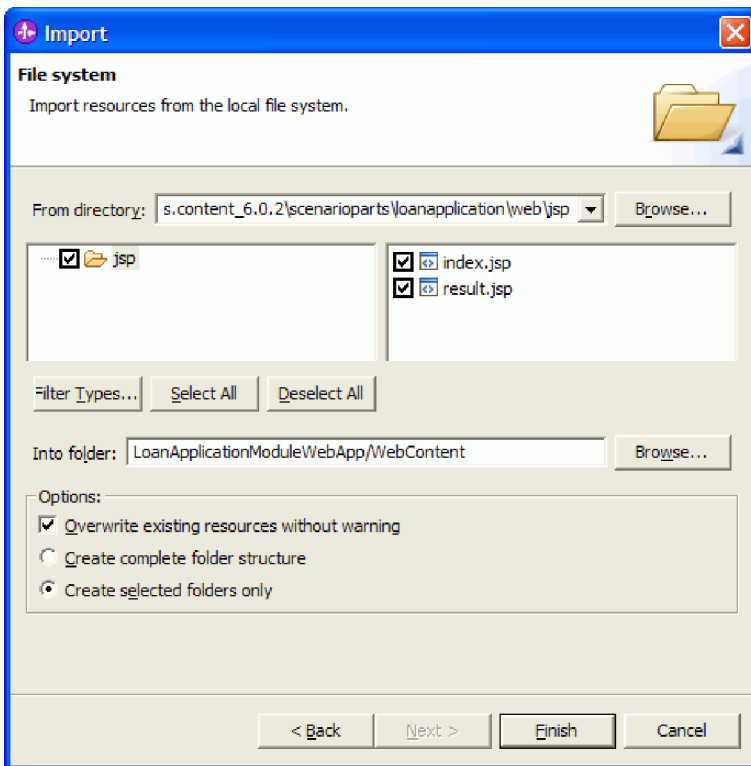 Import
File system
Import resources from the local file system.
From directory: s.content_6.0.2\scenarioparts\loanapplication\web\jsp Browse...
jsp
index.jsp
result.jsp
Filter Types... Select All Deselect All
Into folder: LoanApplicationModuleWebApp/WebContent Browse...
Options:
Overwrite existing resources without warning
Create complete folder structure
Create selected folders only
< Back Next > Finish Cancel